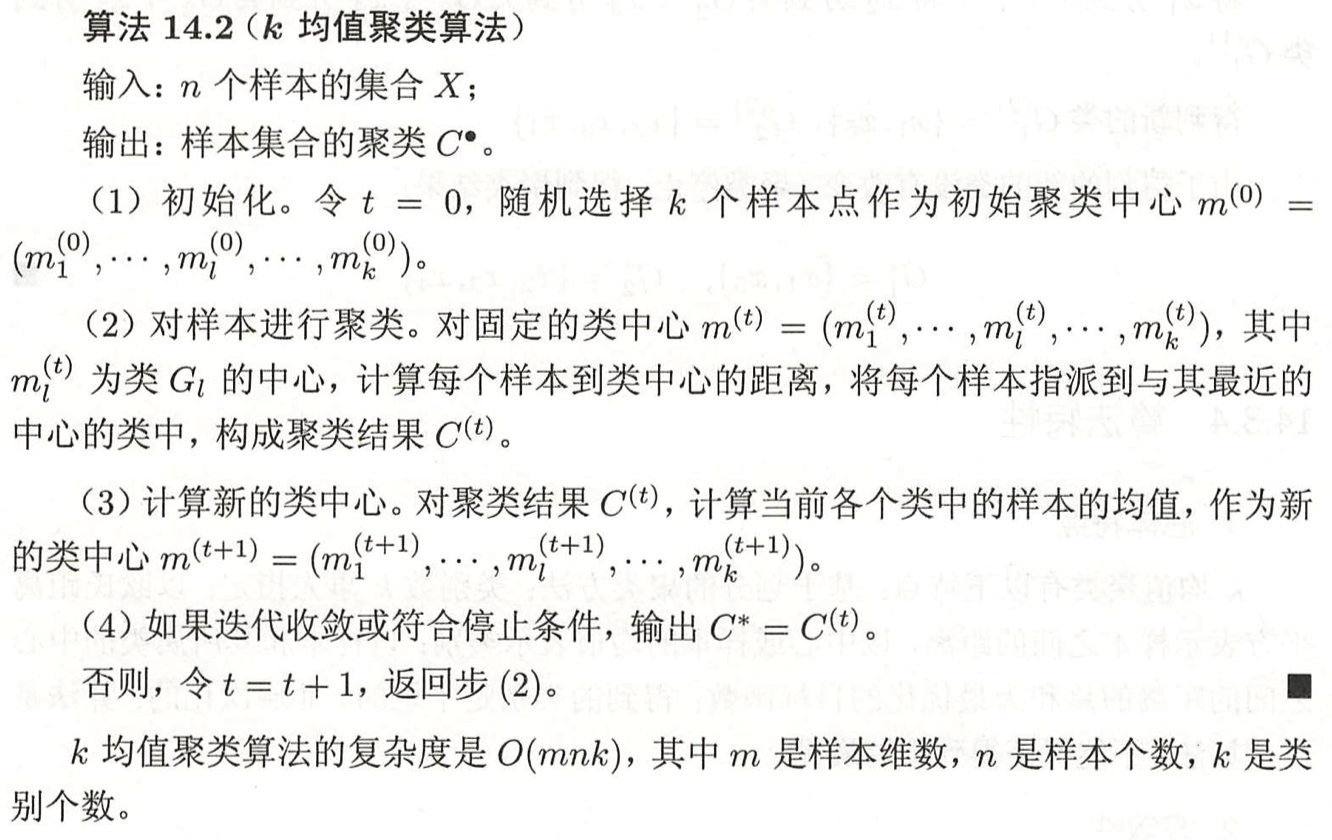 算法 14.2（k 均值聚类算法）
输入：n 个样本的集合 X；
输出：样本集合的聚类 C•。
（1）初始化。令 t = 0，随机选择 k 个样本点作为初始聚类中心 m^(0) =
(m_1^(0), ⋯ , m_l^(0), ⋯ , m_k^(0))。
（2）对样本进行聚类。对固定的类中心 m^(t) = (m_1^(t), ⋯ , m_l^(t), ⋯ , m_k^(t))，其中
m_l^(t) 为类 G_l 的中心，计算每个样本到类中心的距离，将每个样本指派到与其最近的
中心的类中，构成聚类结果 C^(t)。
（3）计算新的类中心。对聚类结果 C^(t)，计算当前各个类中的样本的均值，作为新
的类中心 m^(t+1) = (m_1^(t+1), ⋯ , m_l^(t+1), ⋯ , m_k^(t+1))。
（4）如果迭代收敛或符合停止条件，输出 C* = C^(t)。
否则，令 t = t + 1，返回步 (2)。 ■
k 均值聚类算法的复杂度是 O(mnk)，其中 m 是样本维数，n 是样本个数，k 是类
别个数。